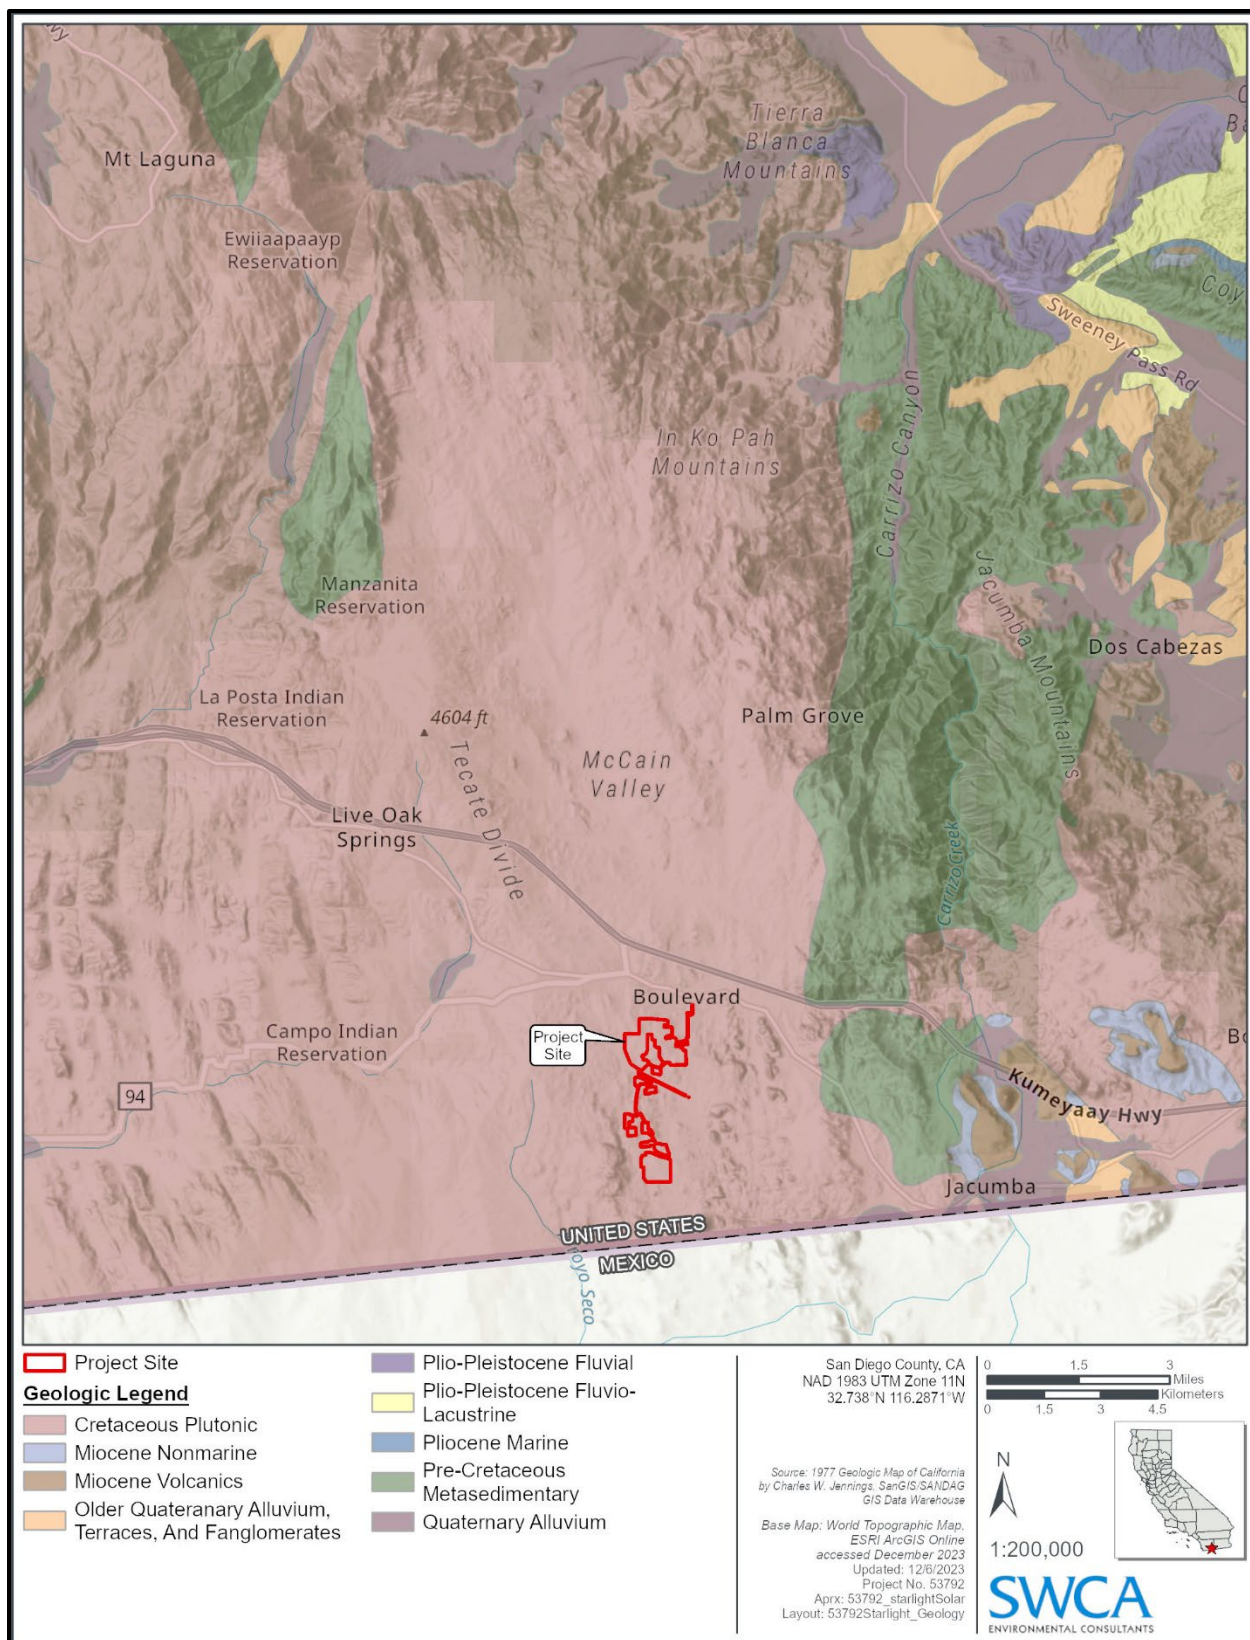 Mt Laguna
Tierra
Blanca
Mountains
Ewiiaapaayp
Reservation
Sweeney Pass Rd
Carrizo Canyon
In Ko Pah
Mountains
Manzanita
Reservation
Jacumba Mountains
Dos Cabezas
La Posta Indian
Reservation
4604 ft
Palm Grove
Tecate Divide
McCain
Valley
Live Oak
Springs
Carrizo Creek
Boulevard
Campo Indian
Reservation
Project
Site
94
Kumeyaay Hwy
Jacumba
UNITED STATES
MEXICO
royo Seco
Project Site
Geologic Legend
Cretaceous Plutonic
Miocene Nonmarine
Miocene Volcanics
Older Quateranary Alluvium,
Terraces, And Fanglomerates
Plio-Pleistocene Fluvial
Plio-Pleistocene Fluvio-
Lacustrine
Pliocene Marine
Pre-Cretaceous
Metasedimentary
Quaternary Alluvium
San Diego County, CA
NAD 1983 UTM Zone 11N
32.738°N 116.2871°W
Source: 1977 Geologic Map of California
by Charles W. Jennings, SanGIS/SANDAG
GIS Data Warehouse
Base Map: World Topographic Map,
ESRI ArcGIS Online
accessed December 2023
Updated: 12/6/2023
Project No. 53792
Aprx: 53792_starlightSolar
Layout: 53792Starlight_Geology
0 1.5 3
Miles
Kilometers
0 1.5 3 4.5
N
1:200,000
SWCA
ENVIRONMENTAL CONSULTANTS